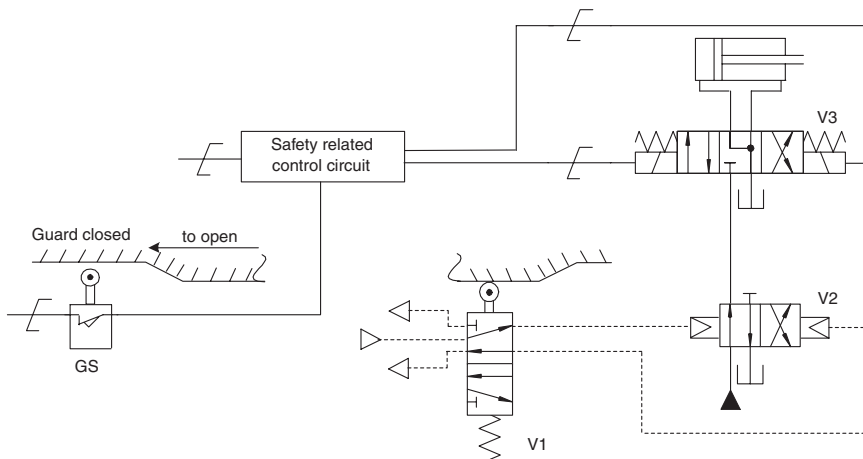 V3
Safety related
control circuit
Guard closed
to open
V2
GS
V1